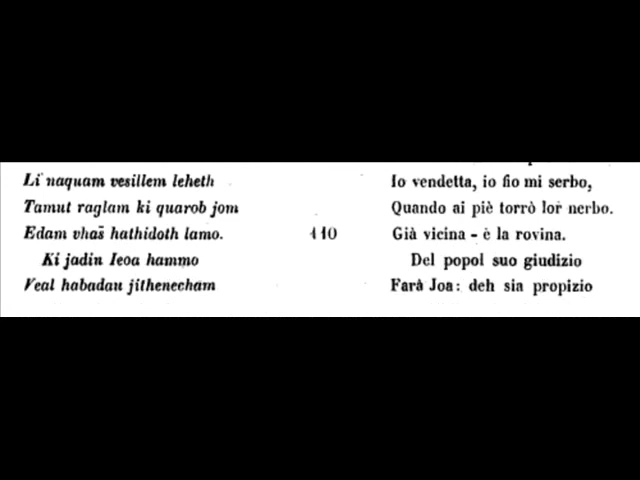 Li naquam vesillem leheth
Tamut raglam ki quarob jom
Edam vhas hathidoth lamo.
Ki jadin Ieoa hammo
Veal habadau jithenecham
110
Io vendetta, io fio mi serbo,
Quando ai piè torrò lor nerbo.
Già vicina - è la rovina.
Del popol suo giudizio
Farà Joa: deh sia propizio